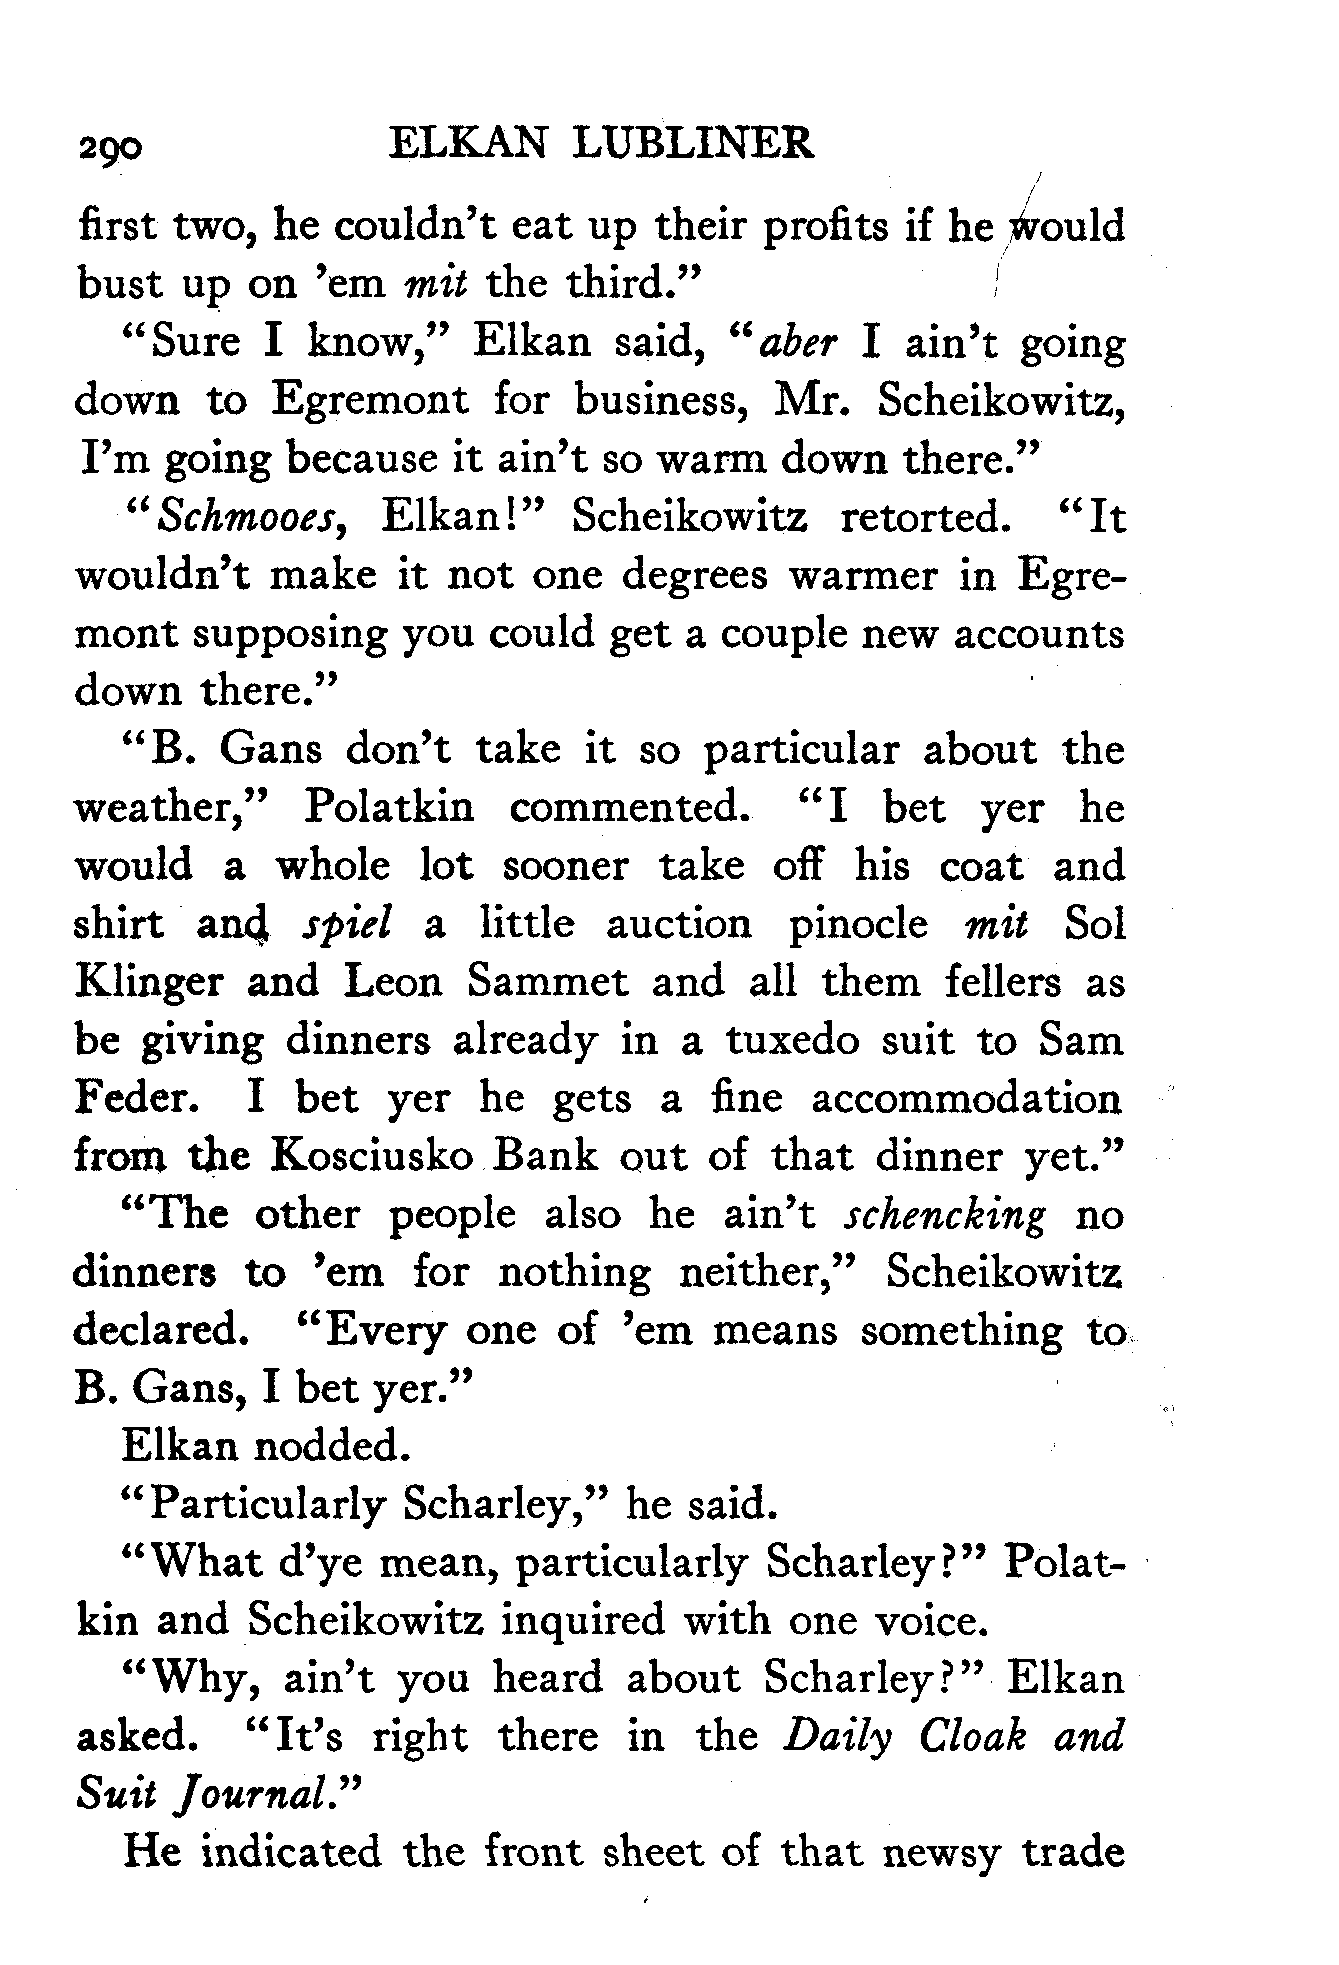 290 ELKAN LUBLINER
first two, he couldn't eat up their profits if he would
bust up on 'em mit the third."
"Sure I know," Elkan said, "aber I ain't going
down to Egremont for business, Mr. Scheikowitz,
I'm going because it ain't so warm down there."
"Schmooes, Elkan!" Scheikowitz retorted. "It
wouldn't make it not one degrees warmer in Egre-
mont supposing you could get a couple new accounts
down there."
"B. Gans don't take it so particular about the
weather," Polatkin commented. "I bet yer he
would a whole lot sooner take off his coat and
shirt and spiel a little auction pinocle mit Sol
Klinger and Leon Sammet and all them fellers as
be giving dinners already in a tuxedo suit to Sam
Feder. I bet yer he gets a fine accommodation
from the Kosciusko Bank out of that dinner yet."
"The other people also he ain't schencking no
dinners to 'em for nothing neither," Scheikowitz
declared. "Every one of 'em means something to
B. Gans, I bet yer."
Elkan nodded.
"Particularly Scharley," he said.
"What d'ye mean, particularly Scharley?" Polat-
kin and Scheikowitz inquired with one voice.
"Why, ain't you heard about Scharley?" Elkan
asked. "It's right there in the Daily Cloak and
Suit Journal."
He indicated the front sheet of that newsy trade